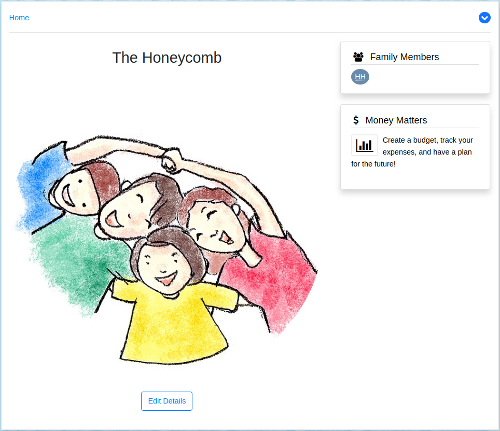 Home
The Honeycomb
Edit Details
Family Members
HH
$ Money Matters
Create a budget, track your
expenses, and have a plan
for the future!